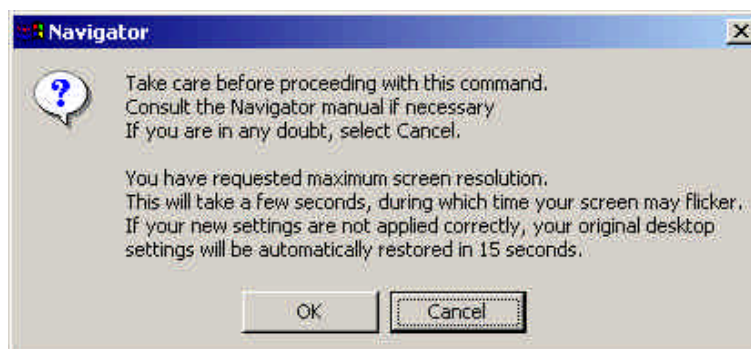 Navigator
Take care before proceeding with this command.
Consult the Navigator manual if necessary
If you are in any doubt, select Cancel.
You have requested maximum screen resolution.
This will take a few seconds, during which time your screen may flicker.
If your new settings are not applied correctly, your original desktop
settings will be automatically restored in 15 seconds.
OK Cancel